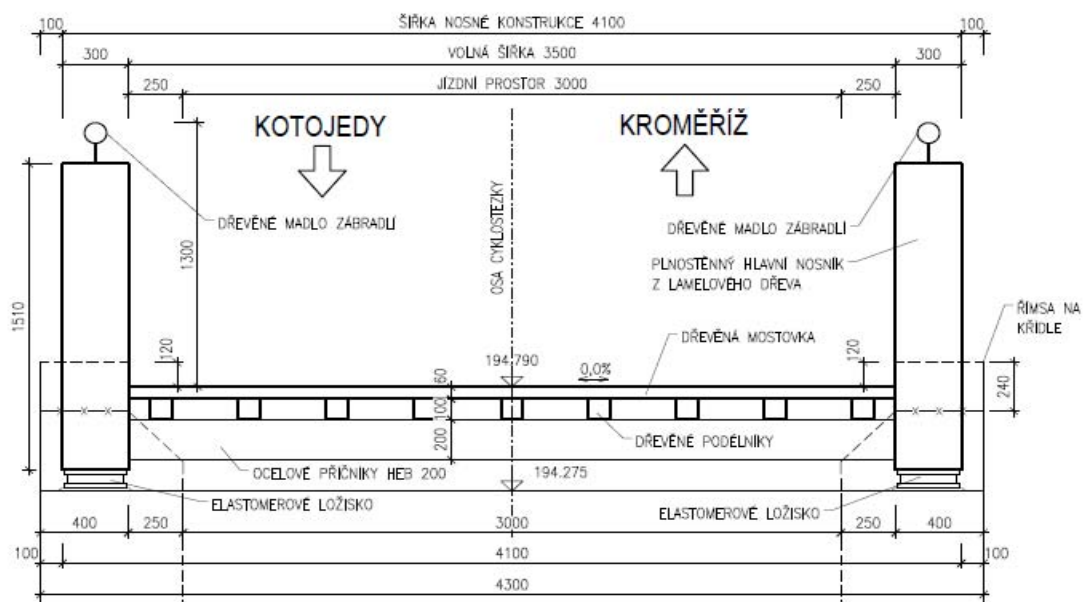 100
ŠÍŘKA NOSNÉ KONSTRUKCE 4100
100
300
VOLNÁ ŠÍŘKA 3500
300
250
JÍZDNÍ PROSTOR 3000
250
KOTOJEDY
KROMĚŘÍŽ
OSA CYKLOSTEZKY
DŘEVĚNÉ MADLO ZÁBRADLÍ
DŘEVĚNÉ MADLO ZÁBRADLÍ
1300
PLNOSTĚNNÝ HLAVNÍ NOSNÍK
Z LAMELOVÉHO DŘEVA
1510
ŘÍMSA NA
KŘÍDLE
DŘEVĚNÁ MOSTOVKA
120
194.790
0,0%
120
60
100
240
200
DŘEVĚNÉ PODÉLNÍKY
OCELOVÉ PŘÍČNÍKY HEB 200
194.275
ELASTOMEROVÉ LOŽISKO
ELASTOMEROVÉ LOŽISKO
400
250
3000
250
400
100
4100
100
4300